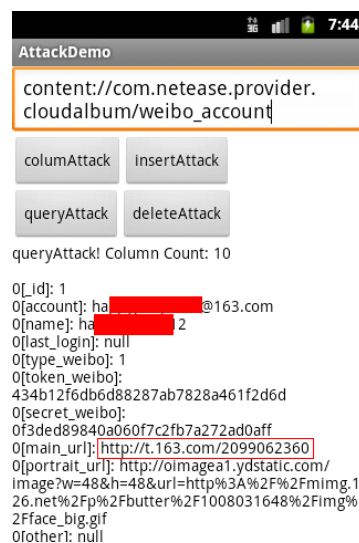 3G 7:44
AttackDemo
content://com.netease.provider.
cloudalbum/weibo_account
columAttack insertAttack
queryAttack deleteAttack
queryAttack! Column Count: 10
0[_id]: 1
0[account]: ha @163.com
0[name]: ha 12
0[last_login]: null
0[type_weibo]: 1
0[token_weibo]:
434b12f6db6d88287ab7828a461f2d6d
0[secret_weibo]:
0f3ded89840a060f7c2fb7a272ad0aff
0[main_url]: http://t.163.com/2099062360
0[portrait_url]: http://oimagea1.ydstatic.com/
image?w=48&h=48&url=http%3A%2F%2Fmimg.1
26.net%2Fp%2Fbutter%2F1008031648%2Fimg%
2Fface_big.gif
0[other]: null